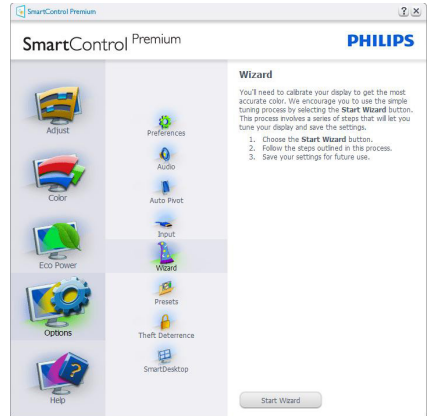 SmartControl Premium
SmartControl Premium
PHILIPS
Adjust
Color
Eco Power
Options
Help
Preferences
Audio
Auto Pivot
Input
Wizard
Presets
Theft Deterrence
SmartDesktop
Wizard
You'll need to calibrate your display to get the most
accurate color. We encourage you to use the simple
tuning process by selecting the Start Wizard button.
This process involves a series of steps that will let you
tune your display and save the settings.
1. Choose the Start Wizard button.
2. Follow the steps outlined in this process.
3. Save your settings for future use.
Start Wizard